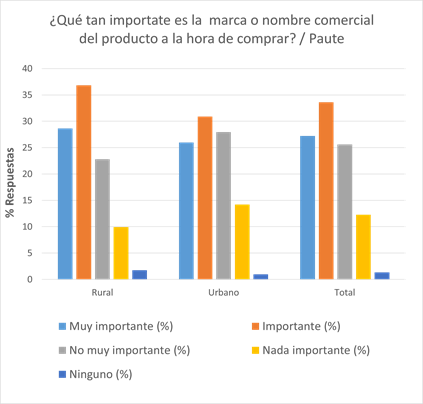 ¿Qué tan importate es la  marca o nombre comercial
del producto a la hora de comprar? / Paute
% Respuestas
40
35
30
25
20
15
10
5
0
Rural Urbano Total
Muy importante (%) Importante (%)
No muy importante (%) Nada importante (%)
Ninguno (%)